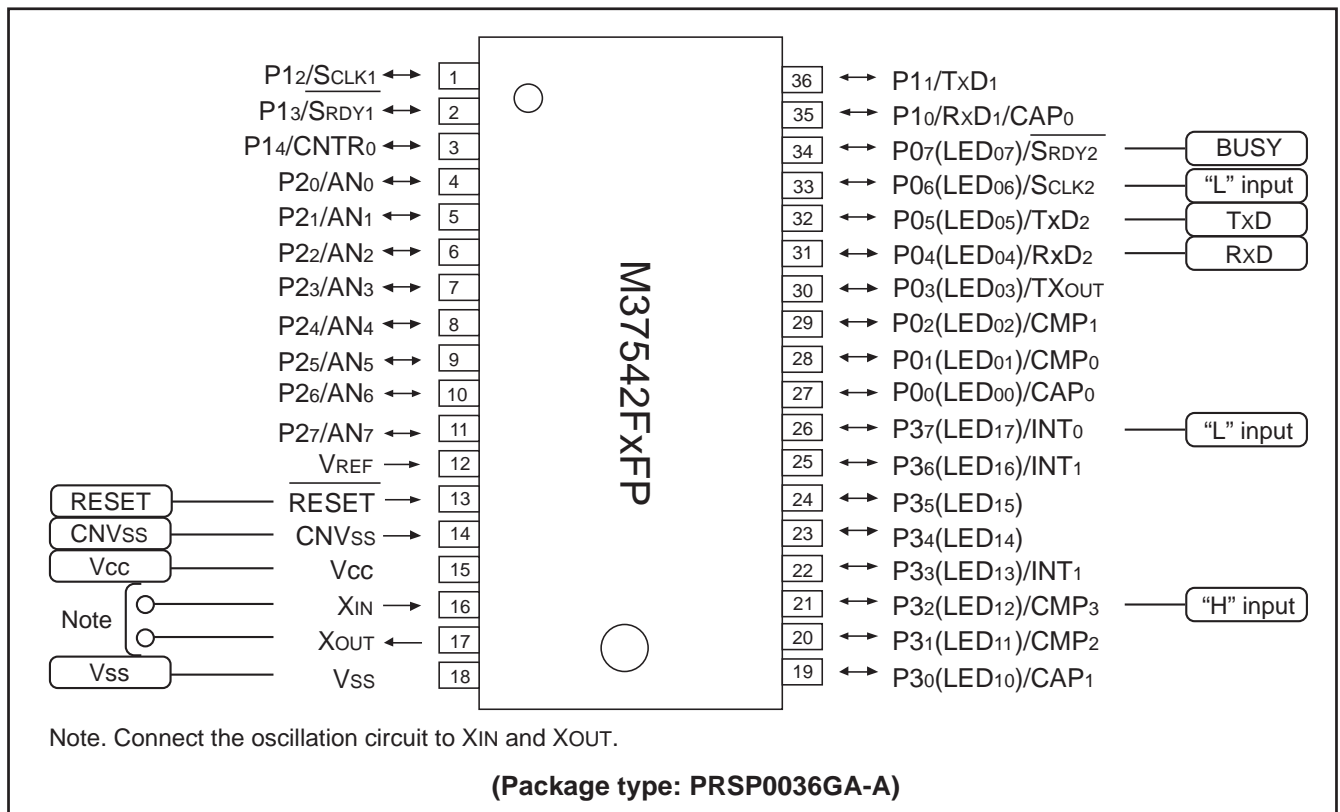 P12/SCLK1 1
P13/SRDY1 2
P14/CNTR0 3
P20/AN0 4
P21/AN1 5
P22/AN2 6
P23/AN3 7
P24/AN4 8
P25/AN5 9
P26/AN6 10
P27/AN7 11
VREF 12
RESET RESET 13
CNVSS CNVSS 14
Vcc Vcc 15
Note
XIN 16
XOUT 17
Vss VSS 18
M37542FxFP
36 P11/TxD1
35 P10/RxD1/CAP0
34 P07(LED07)/SRDY2 BUSY
33 P06(LED06)/SCLK2 “L” input
32 P05(LED05)/TxD2 TXD
31 P04(LED04)/RxD2 RXD
30 P03(LED03)/TXOUT
29 P02(LED02)/CMP1
28 P01(LED01)/CMP0
27 P00(LED00)/CAP0
26 P37(LED17)/INT0 “L” input
25 P36(LED16)/INT1
24 P35(LED15)
23 P34(LED14)
22 P33(LED13)/INT1
21 P32(LED12)/CMP3 “H” input
20 P31(LED11)/CMP2
19 P30(LED10)/CAP1
Note. Connect the oscillation circuit to XIN and XOUT.
(Package type: PRSP0036GA-A)